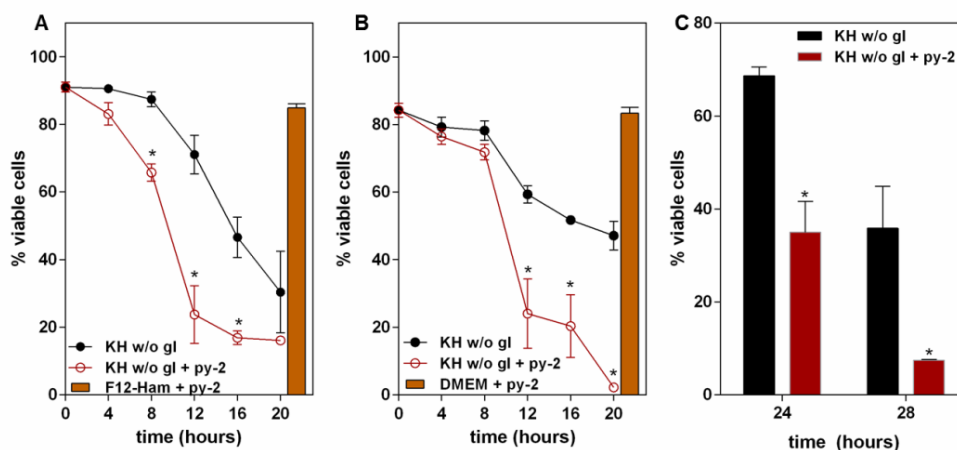 A
% viable cells
100
80
60
40
20
0
*
*
*
KH w/o gl
KH w/o gl + py-2
F12-Ham + py-2
0 4 8 12 16 20
time (hours)
B
% viable cells
100
80
60
40
20
0
*
*
*
KH w/o gl
KH w/o gl + py-2
DMEM + py-2
0 4 8 12 16 20
time (hours)
C
% viable cells
80
60
40
20
0
KH w/o gl
KH w/o gl + py-2
*
*
24 28
time (hours)